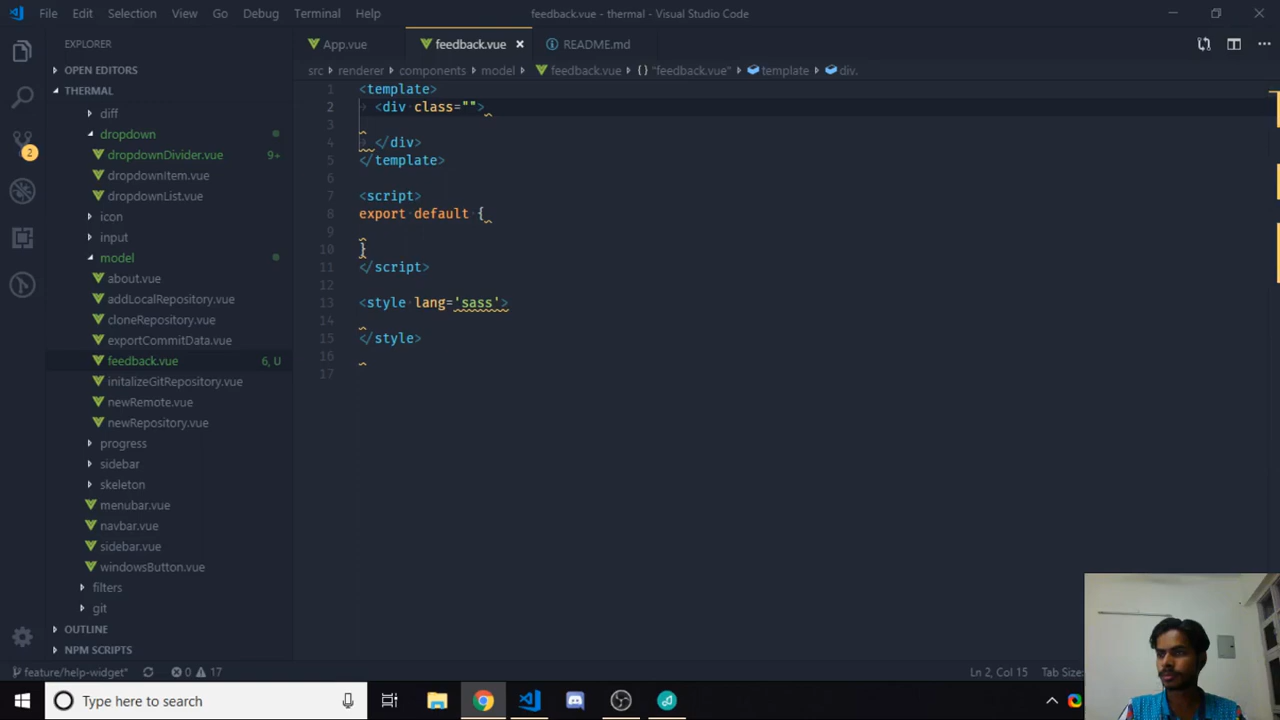 File Edit Selection View Go Debug Terminal Help feedback.vue - thermal - Visual Studio Code
EXPLORER
App.vue feedback.vue README.md
OPEN EDITORS
src renderer components model feedback.vue {} "feedback.vue" template div.
THERMAL
diff
dropdown
dropdownDivider.vue 9+
dropdownItem.vue
dropdownList.vue
icon
input
model
about.vue
addLocalRepository.vue
cloneRepository.vue
exportCommitData.vue
feedback.vue 6, U
initalizeGitRepository.vue
newRemote.vue
newRepository.vue
progress
sidebar
skeleton
menubar.vue
navbar.vue
sidebar.vue
windowsButton.vue
filters
git
OUTLINE
NPM SCRIPTS
2
1 <template>
2 <div class="">
3
4 </div>
5 </template>
6
7 <script>
8 export default {
9
10 }
11 </script>
12
13 <style lang='sass'>
14
15 </style>
16
17
feature/help-widget* 0 17 Ln 2, Col 15 Tab Size:
Type here to search